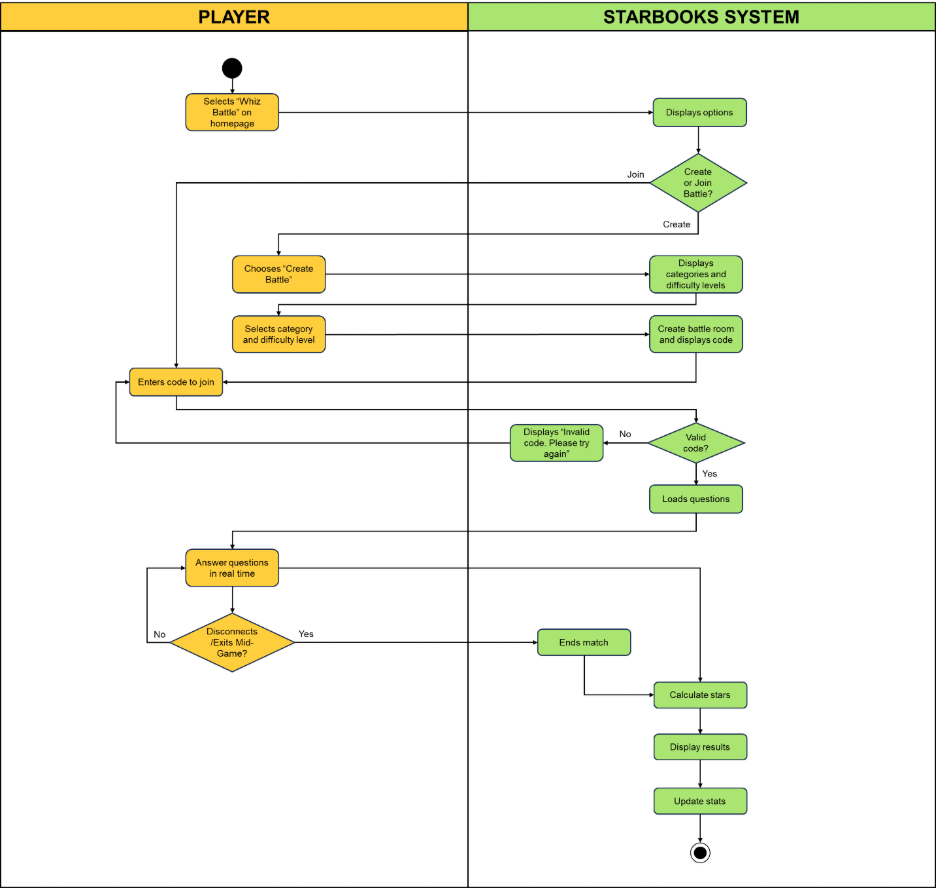 PLAYER
STARBOOKS SYSTEM
Selects “Whiz
Battle” on
homepage
Displays options
Create
or Join
Battle?
Join
Create
Chooses “Create
Battle”
Displays
categories and
difficulty levels
Selects category
and difficulty level
Create battle room
and displays code
Enters code to join
Displays “Invalid
code. Please try
again”
No
Valid
code?
Yes
Loads questions
Answer questions
in real time
No
Disconnects
/Exits Mid-
Game?
Yes
Ends match
Calculate stars
Display results
Update stats